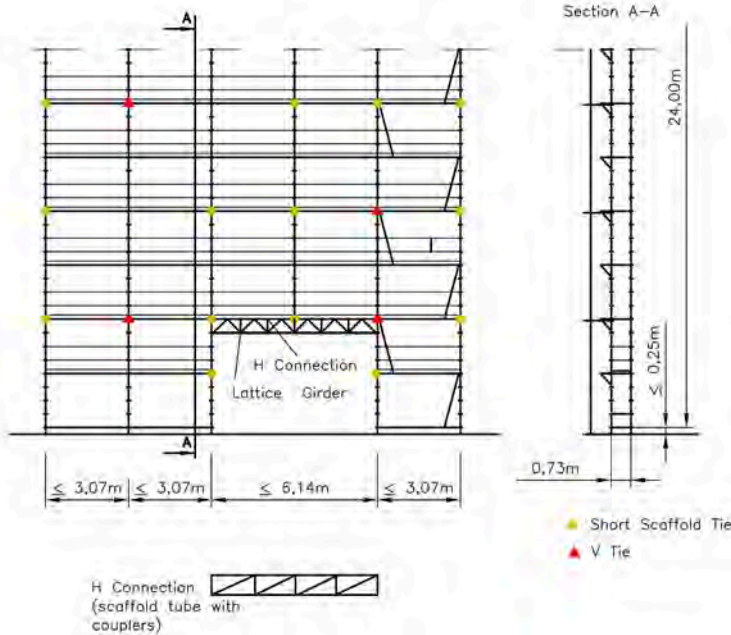 Section A-A
A
24,00m
≤ 0,25m
H Connection
Lattice Girder
A
0,73m
≤ 3,07m
≤ 3,07m
≤ 6,14m
≤ 3,07m
Short Scaffold Tie
V Tie
H Connection
(scaffold tube with
couplers)